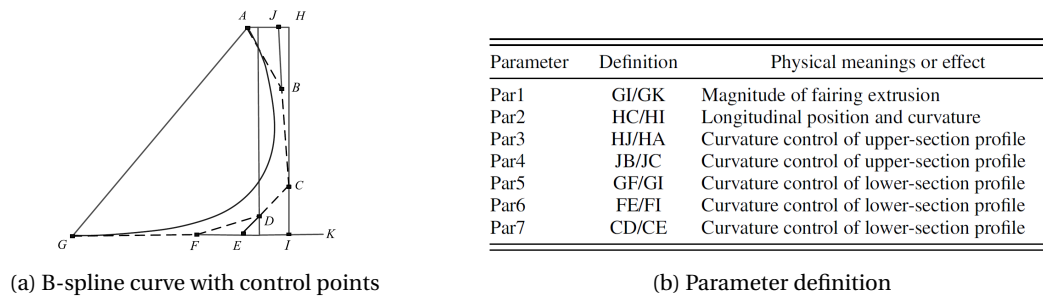 A J H
B
C
D
G F E I K
(a) B-spline curve with control points
Parameter Definition Physical meanings or effect
Par1 GI/GK Magnitude of fairing extrusion
Par2 HC/HI Longitudinal position and curvature
Par3 HJ/HA Curvature control of upper-section profile
Par4 JB/JC Curvature control of upper-section profile
Par5 GF/GI Curvature control of lower-section profile
Par6 FE/FI Curvature control of lower-section profile
Par7 CD/CE Curvature control of lower-section profile
(b) Parameter definition